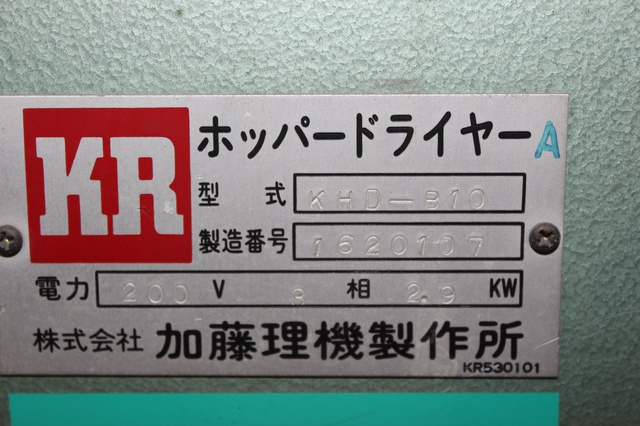 KR
ホッパードライヤー A
型式 KHD-B10
製造番号 1620107
電力 200 V 3 相 2.9 KW
株式会社 加藤理機製作所
KR530101